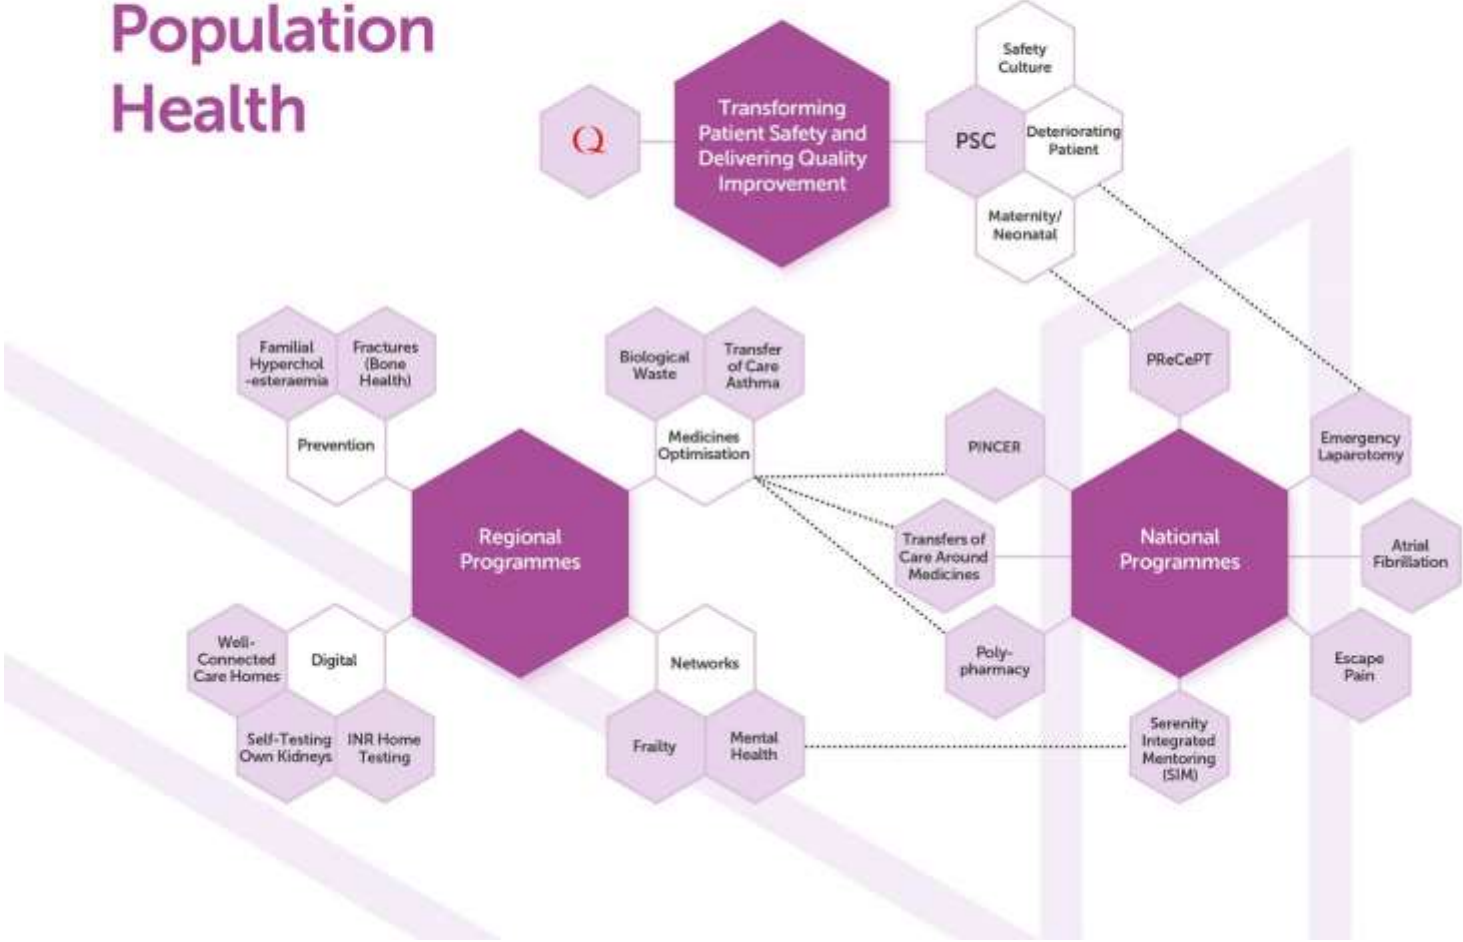 Population
Health
Safety
Culture
Q
Transforming
Patient Safety and
Delivering Quality
Improvement
PSC
Deteriorating
Patient
Maternity/
Neonatal
Familial
Hyperchol
-esteraemia
Fractures
(Bone
Health)
Prevention
Biological
Waste
Transfer
of Care
Asthma
Medicines
Optimisation
PReCePT
PINCER
Emergency
Laparotomy
Regional
Programmes
Transfers of
Care Around
Medicines
National
Programmes
Atrial
Fibrillation
Well-
Connected
Care Homes
Digital
Networks
Poly-
pharmacy
Escape
Pain
Self-Testing
Own Kidneys
INR Home
Testing
Frailty
Mental
Health
Serenity
Integrated
Mentoring
(SIM)